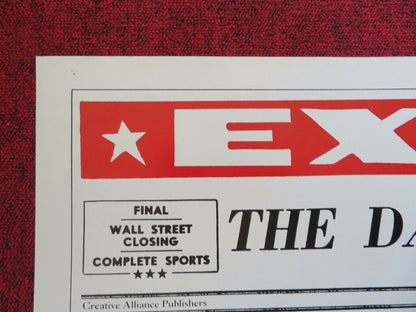 EX
FINAL
WALL STREET
CLOSING
COMPLETE SPORTS
THE DA
Creative Alliance Publishers